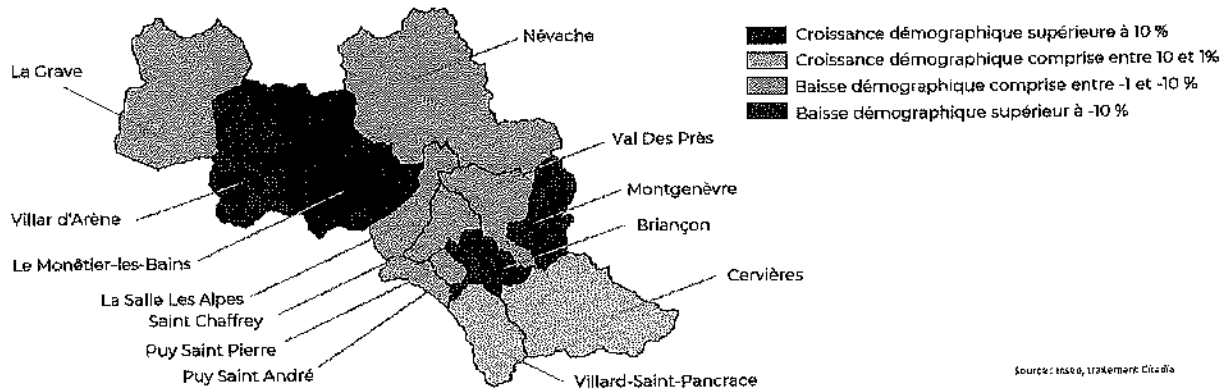 Névache
La Grave
Croissance démographique supérieure à 10 %
Croissance démographique comprise entre 10 et 1%
Baisse démographique comprise entre -1 et -10 %
Baisse démographique supérieur à -10 %
Val Des Près
Montgenèvre
Villar d'Arène
Briançon
Le Monêtier-les-Bains
Cervières
La Salle Les Alpes
Saint Chaffrey
Puy Saint Pierre
Puy Saint André
Villard-Saint-Pancrace
Source : Insee, traitement Citadia